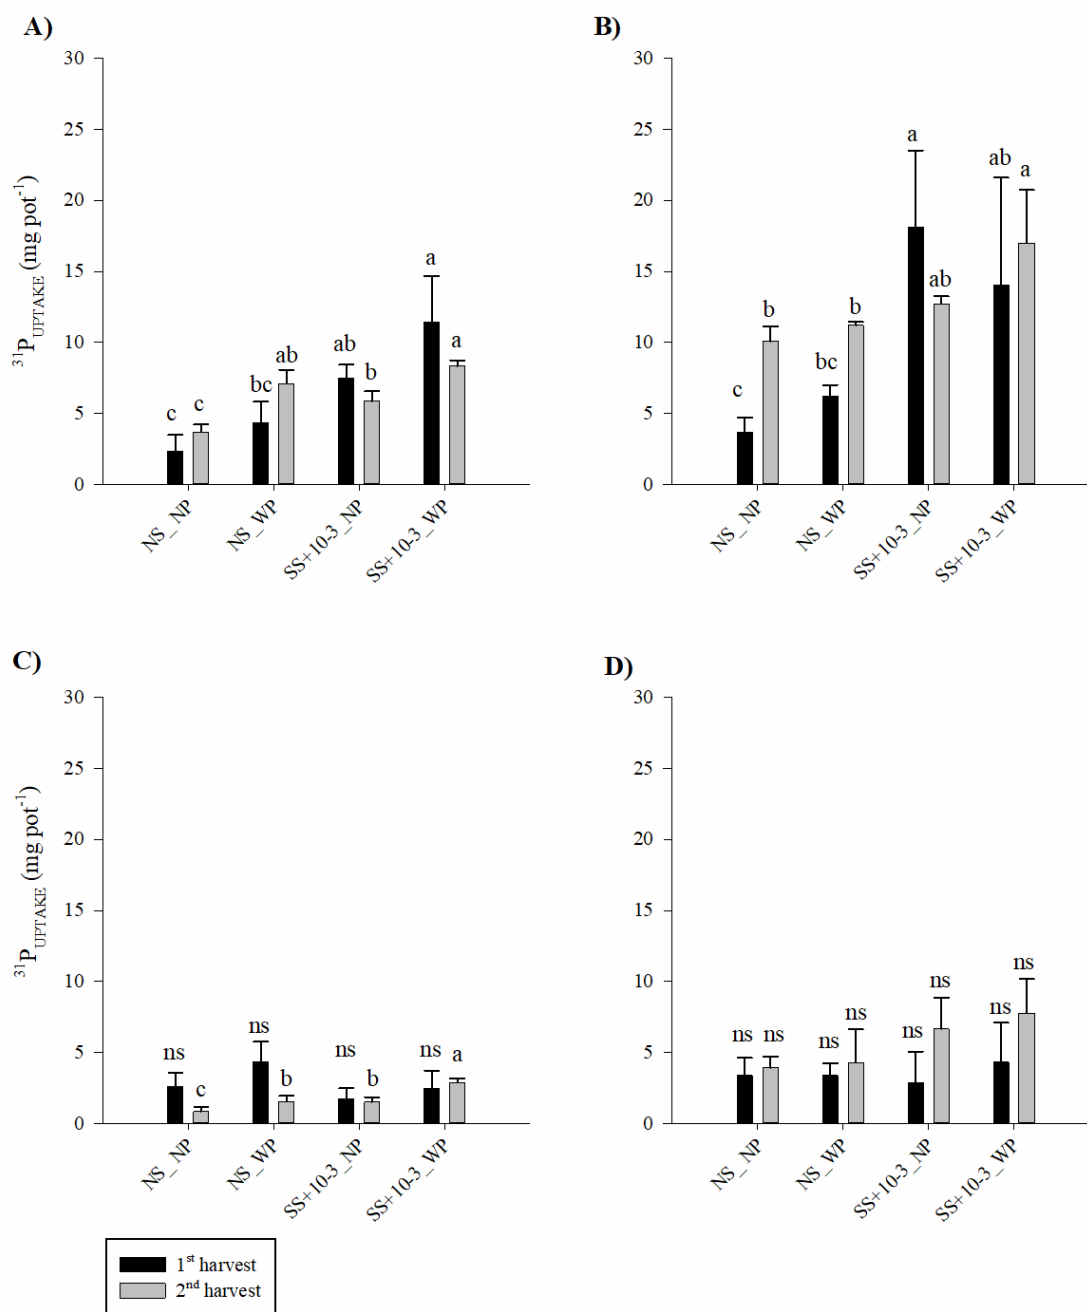 A)
B)
30
25
20
15
10
5
0
³¹P_UPTAKE (mg pot⁻¹)
c
c
bc
ab
ab
b
a
a
NS_NP
NS_WP
SS+10-3_NP
SS+10-3_WP
30
25
20
15
10
5
0
c
b
bc
b
a
ab
ab
a
NS_NP
NS_WP
SS+10-3_NP
SS+10-3_WP
C)
D)
30
25
20
15
10
5
0
³¹P_UPTAKE (mg pot⁻¹)
ns
c
ns
b
ns
b
ns
a
NS_NP
NS_WP
SS+10-3_NP
SS+10-3_WP
30
25
20
15
10
5
0
ns
ns
ns
ns
ns
ns
ns
ns
NS_NP
NS_WP
SS+10-3_NP
SS+10-3_WP
1st harvest
2nd harvest